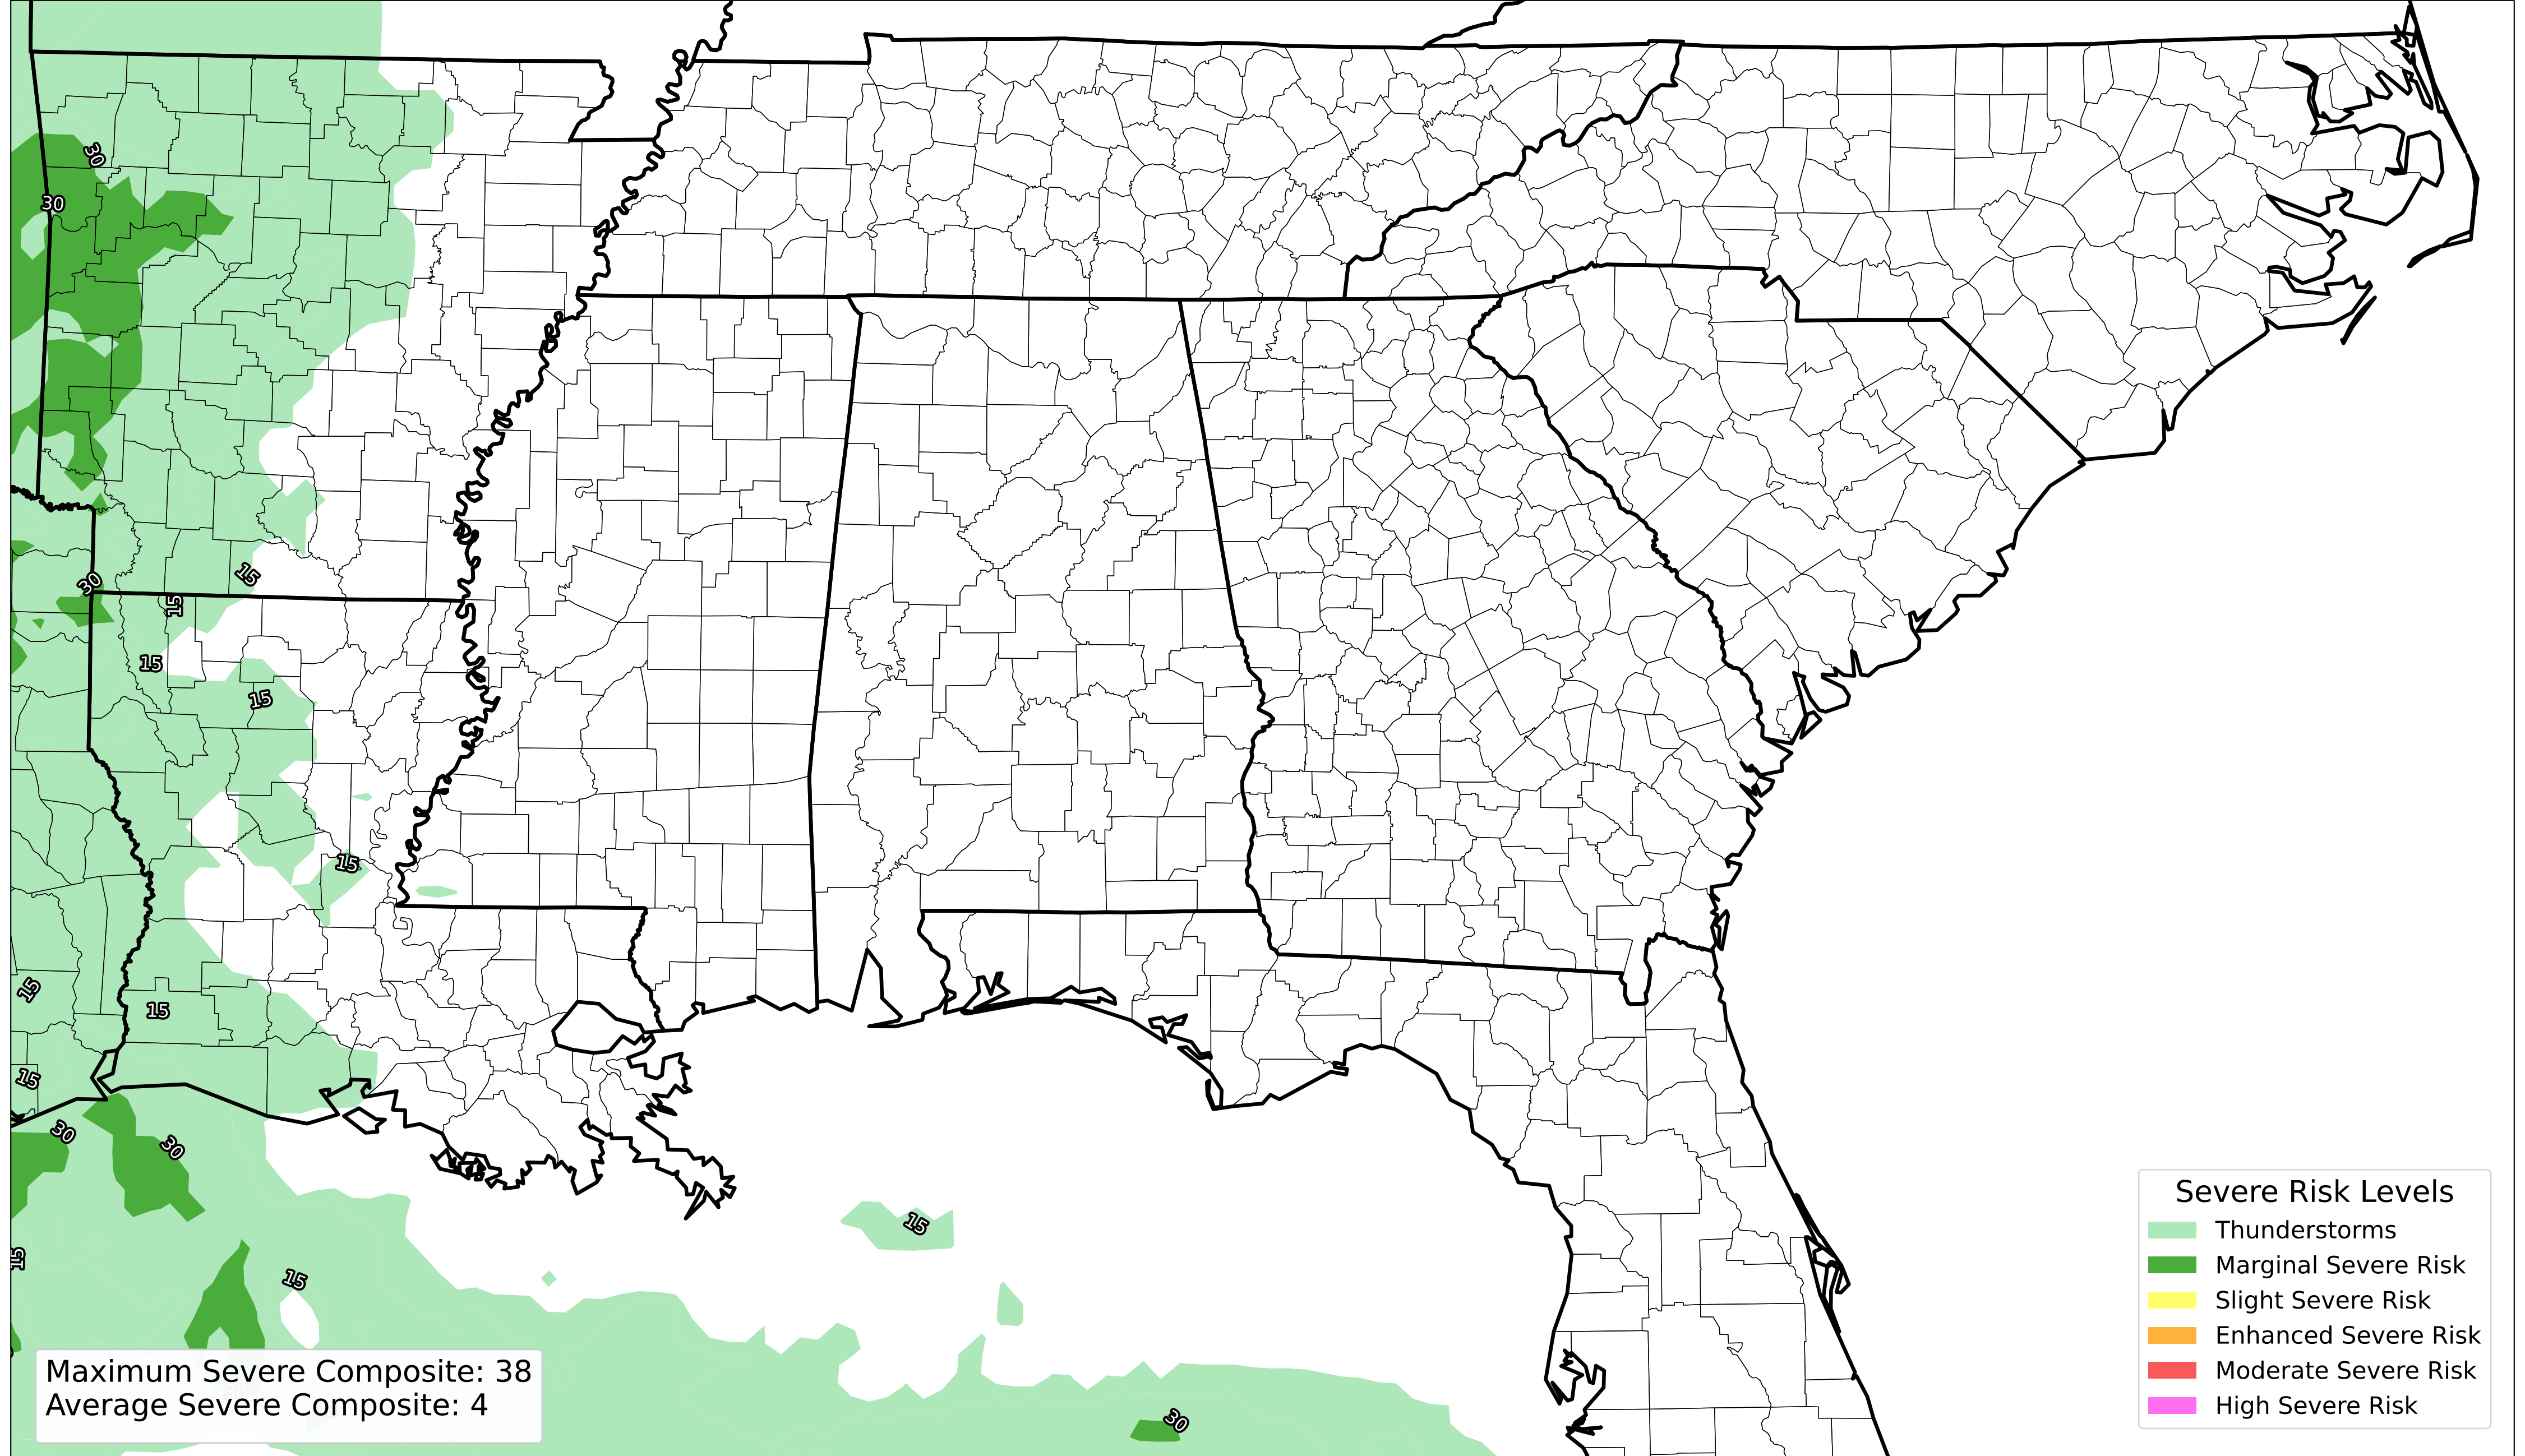 30
30
30
15
15
15
15
15
15
15
15
30
30
15
15
15
30
Severe Risk Levels
Thunderstorms
Marginal Severe Risk
Slight Severe Risk
Enhanced Severe Risk
Moderate Severe Risk
High Severe Risk
Maximum Severe Composite: 38
Average Severe Composite: 4